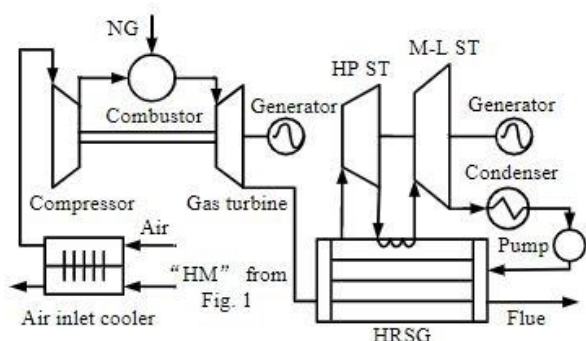 NG
M-L ST
HP ST
Generator
Generator
Combustor
Condenser
Compressor
Gas turbine
Air
Pump
“HM” from
Fig. 1
Air inlet cooler
HRSG
Flue